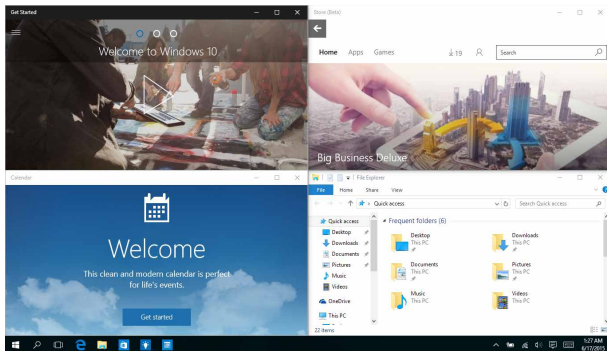 Get Started
Welcome to Windows 10
Store (Beta)
Home Apps Games
19
Search
Big Business Deluxe
Calendar
Welcome
This clean and modern calendar is perfect
for life's events.
Get started
File Explorer
File Home Share View
Quick access
Search Quick access
Quick access
Desktop
Downloads
Documents
Pictures
Music
Videos
OneDrive
This PC
Frequent folders (6)
Desktop
This PC
Downloads
This PC
Documents
This PC
Pictures
This PC
Music
This PC
Videos
This PC
22 items
1:27 AM
6/17/2015